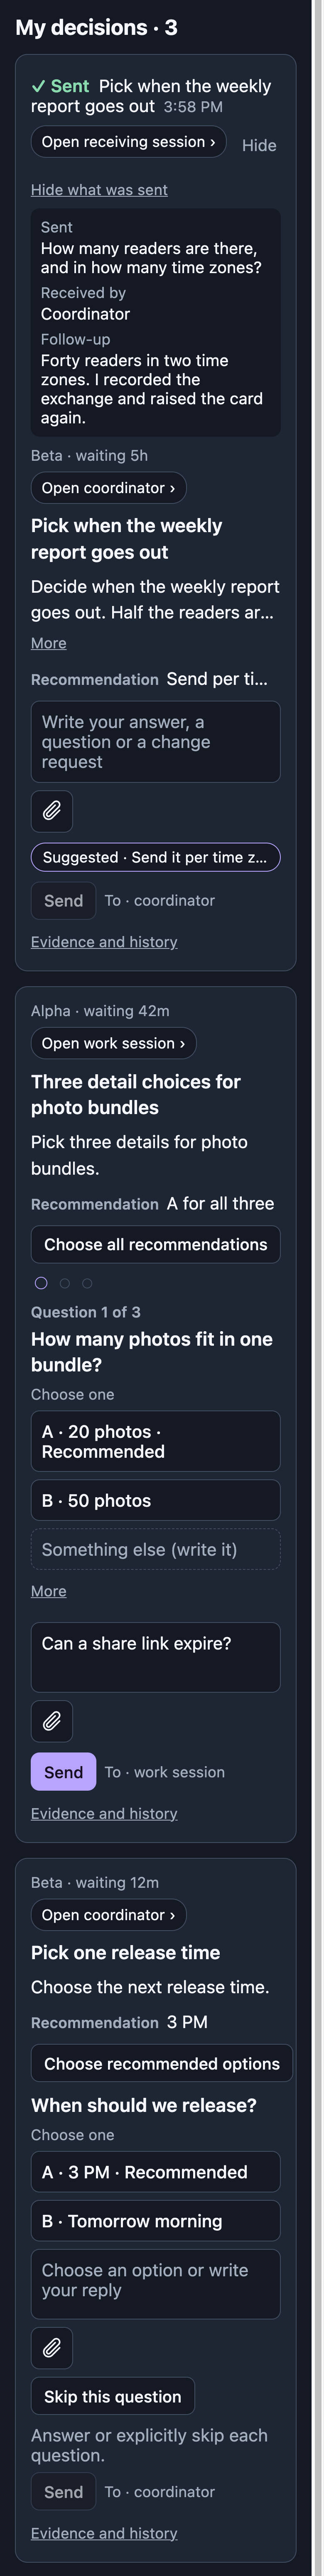 My decisions · 3
✓ Sent Pick when the weekly
report goes out 3:58 PM
Open receiving session ›
Hide
Hide what was sent
Sent
How many readers are there,
and in how many time zones?
Received by
Coordinator
Follow-up
Forty readers in two time
zones. I recorded the
exchange and raised the card
again.
Beta · waiting 5h
Open coordinator ›
Pick when the weekly
report goes out
Decide when the weekly report
goes out. Half the readers ar…
More
Recommendation Send per ti…
Write your answer, a
question or a change
request
Suggested · Send it per time z…
Send To · coordinator
Evidence and history
Alpha · waiting 42m
Open work session ›
Three detail choices for
photo bundles
Pick three details for photo
bundles.
Recommendation A for all three
Choose all recommendations
Question 1 of 3
How many photos fit in one
bundle?
Choose one
A · 20 photos ·
Recommended
B · 50 photos
Something else (write it)
More
Can a share link expire?
Send To · work session
Evidence and history
Beta · waiting 12m
Open coordinator ›
Pick one release time
Choose the next release time.
Recommendation 3 PM
Choose recommended options
When should we release?
Choose one
A · 3 PM · Recommended
B · Tomorrow morning
Choose an option or write
your reply
Skip this question
Answer or explicitly skip each
question.
Send To · coordinator
Evidence and history